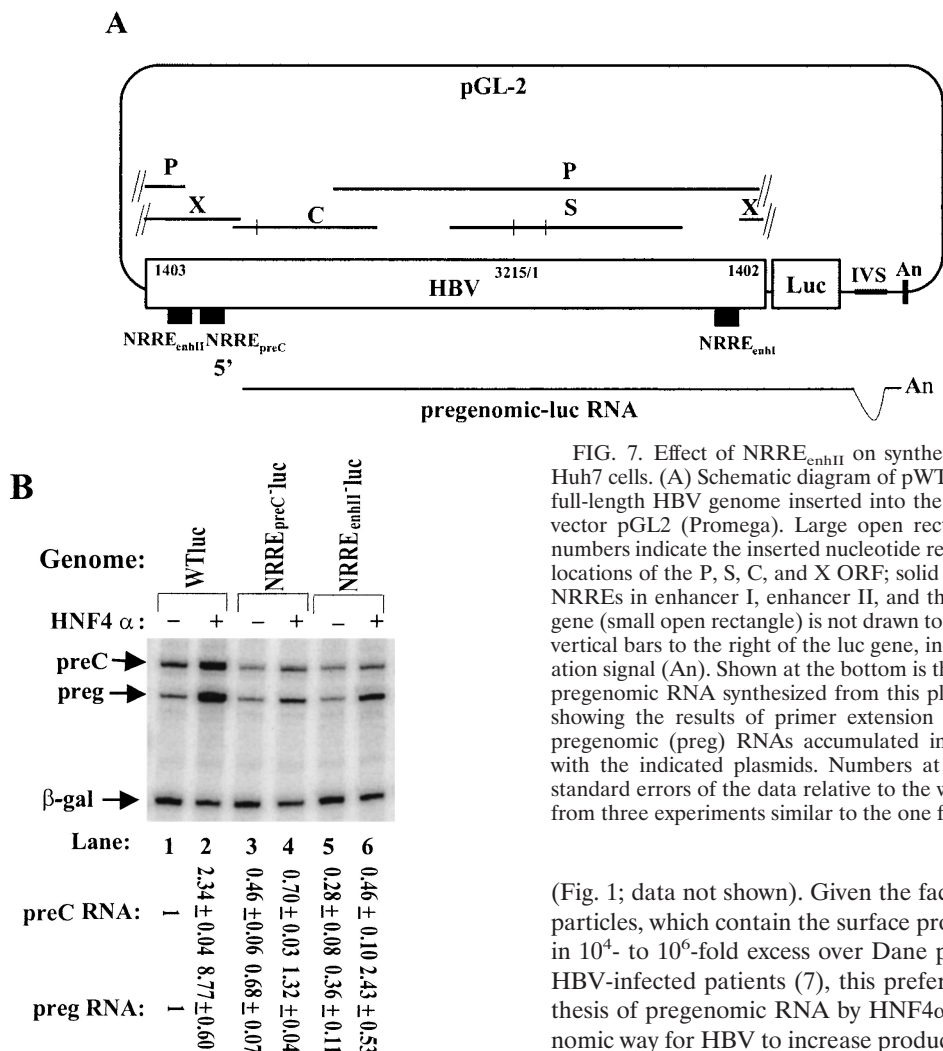 A
pGL-2
P P
X C S X
1403 3215/1 1402 IVS An
HBV Luc
NRREenhII NRREpreC NRREenhI
5'
An
pregenomic-luc RNA
B
Genome: WTluc NRREpreC-luc NRREenhII-luc
HNF4 α : – + – + – +
preC
preg
β-gal
Lane: 1 2 3 4 5 6
preC RNA: 1 2.34 ± 0.04 0.46 ± 0.06 0.70 ± 0.03 0.28 ± 0.08 0.46 ± 0.10
preg RNA: 1 8.77 ± 0.60 0.68 ± 0.07 1.32 ± 0.04 0.36 ± 0.11 2.43 ± 0.53
FIG. 7. Effect of NRREenhII on synthe
Huh7 cells. (A) Schematic diagram of pWT
full-length HBV genome inserted into the
vector pGL2 (Promega). Large open rec
numbers indicate the inserted nucleotide re
locations of the P, S, C, and X ORF; solid
NRREs in enhancer I, enhancer II, and th
gene (small open rectangle) is not drawn to
vertical bars to the right of the luc gene, in
ation signal (An). Shown at the bottom is th
pregenomic RNA synthesized from this pl
showing the results of primer extension
pregenomic (preg) RNAs accumulated in
with the indicated plasmids. Numbers at
standard errors of the data relative to the w
from three experiments similar to the one f
(Fig. 1; data not shown). Given the fac
particles, which contain the surface pro
in 10⁴- to 10⁶-fold excess over Dane p
HBV-infected patients (7), this prefer
thesis of pregenomic RNA by HNF4α
nomic way for HBV to increase produc